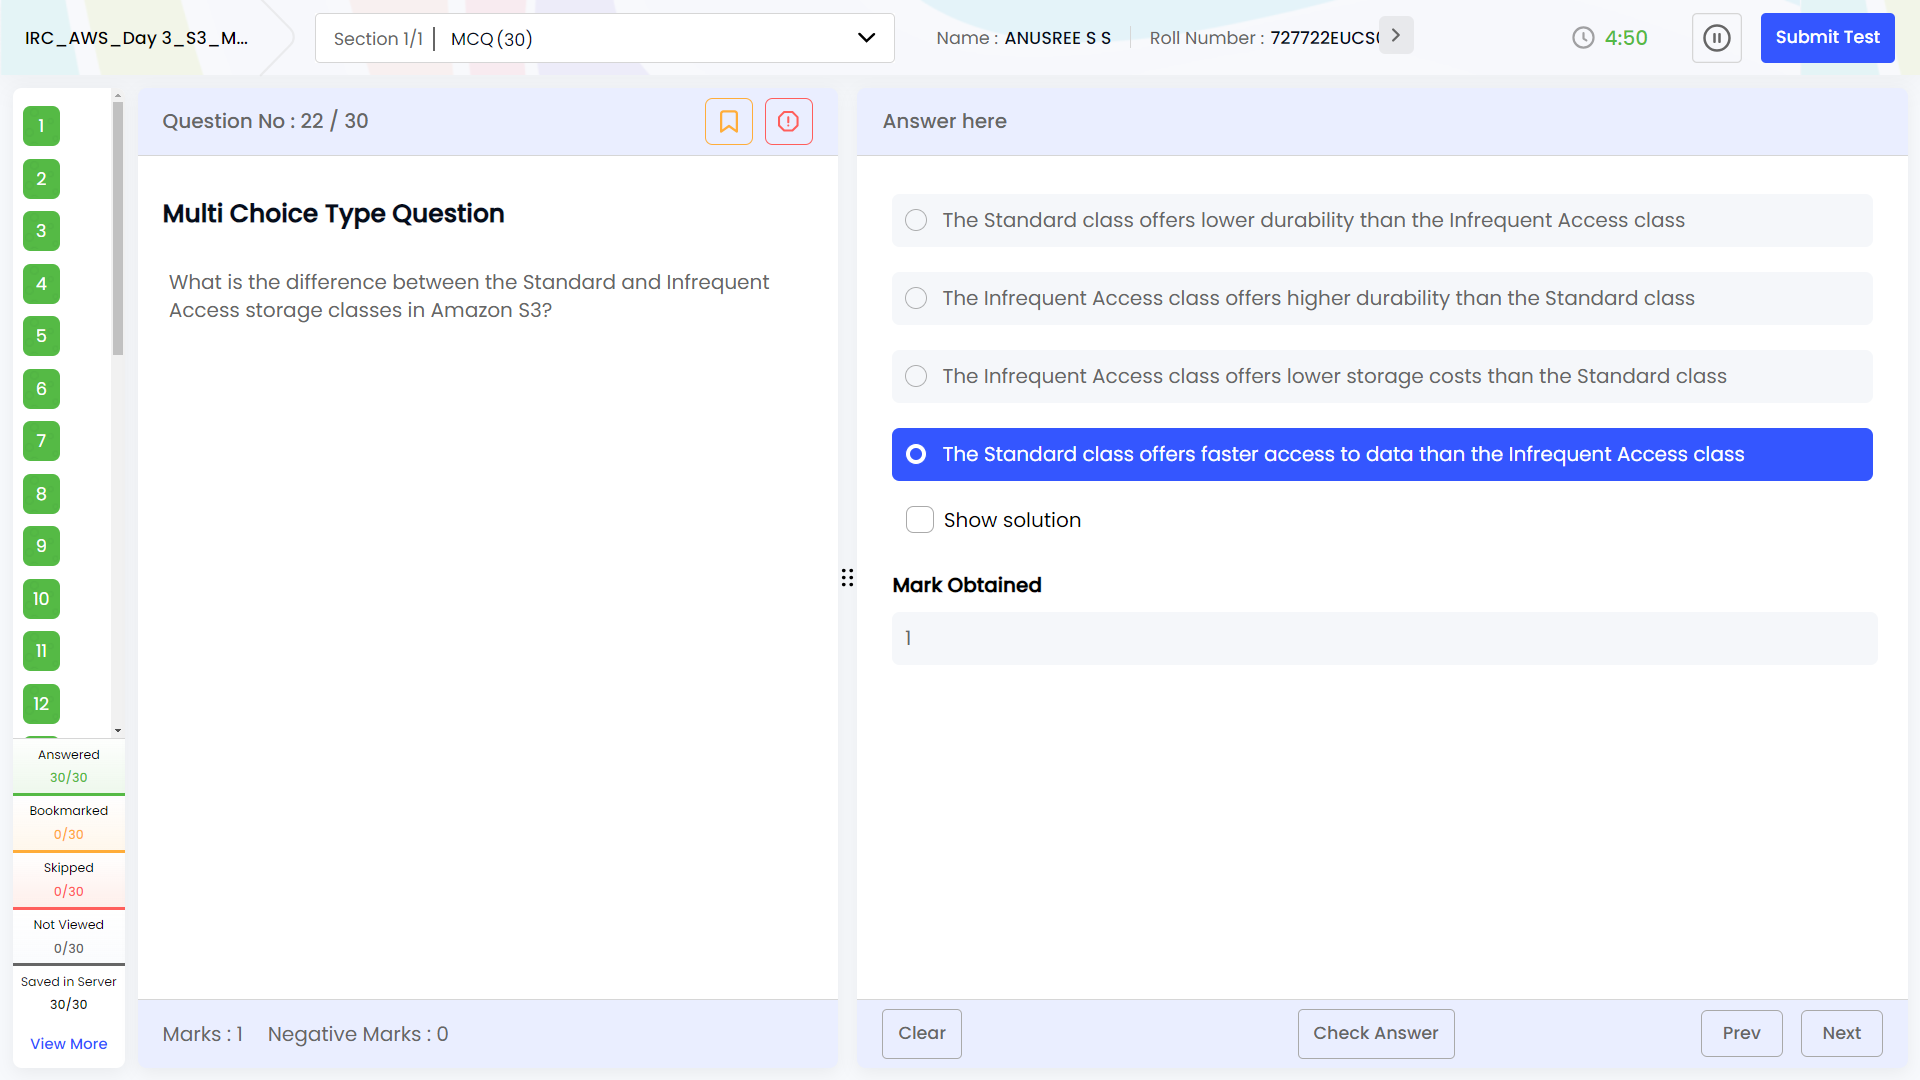 IRC_AWS_Day 3_S3_M...
Section 1/1 | MCQ (30)
Name : ANUSREE S S
Roll Number : 727722EUCS
4:50
Submit Test
1
2
3
4
5
6
7
8
9
10
11
12
Answered
30/30
Bookmarked
0/30
Skipped
0/30
Not Viewed
0/30
Saved in Server
30/30
View More
Question No : 22 / 30
Multi Choice Type Question
What is the difference between the Standard and Infrequent
Access storage classes in Amazon S3?
Marks : 1 Negative Marks : 0
Answer here
The Standard class offers lower durability than the Infrequent Access class
The Infrequent Access class offers higher durability than the Standard class
The Infrequent Access class offers lower storage costs than the Standard class
The Standard class offers faster access to data than the Infrequent Access class
Show solution
Mark Obtained
1
Clear
Check Answer
Prev
Next